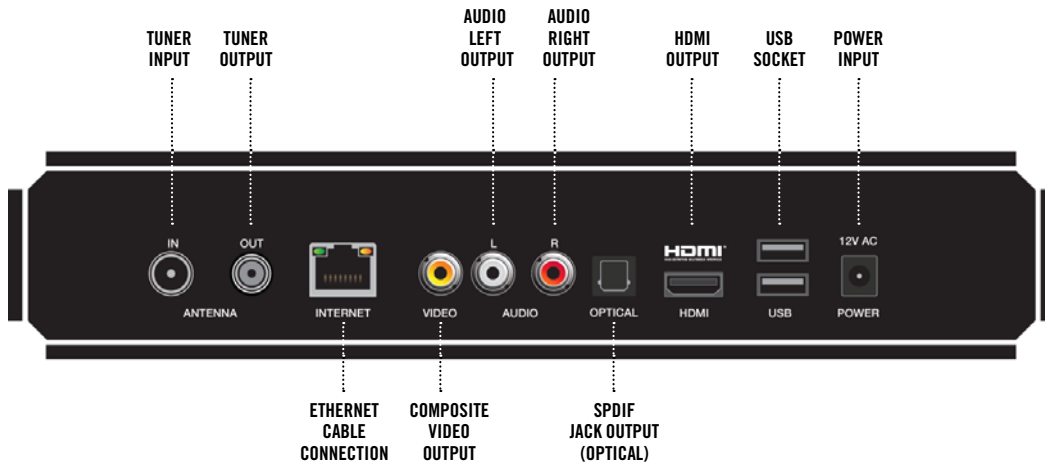 TUNER
INPUT
TUNER
OUTPUT
AUDIO
LEFT
OUTPUT
AUDIO
RIGHT
OUTPUT
HDMI
OUTPUT
USB
SOCKET
POWER
INPUT
IN
OUT
L
R
HDMI
12V AC
ANTENNA
INTERNET
VIDEO
AUDIO
OPTICAL
HDMI
USB
POWER
ETHERNET
CABLE
CONNECTION
COMPOSITE
VIDEO
OUTPUT
SPDIF
JACK OUTPUT
(OPTICAL)